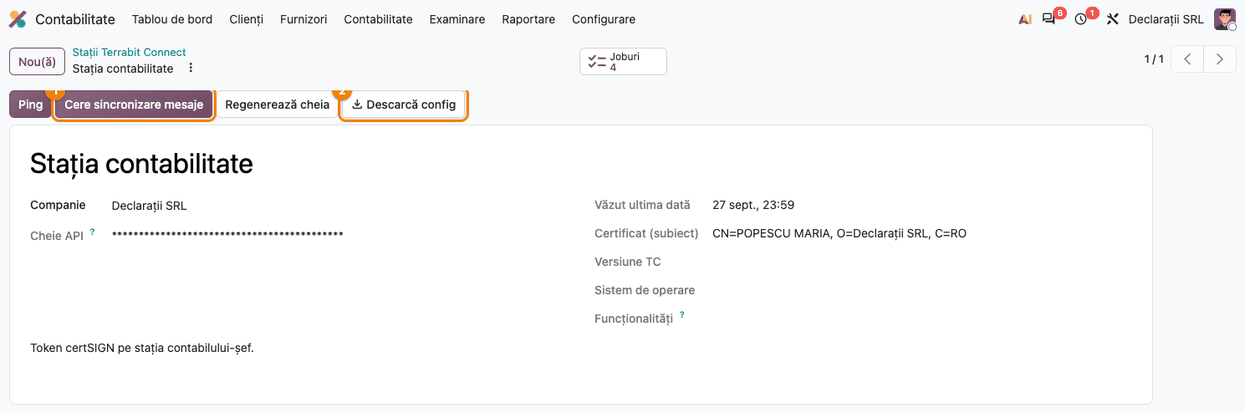 Contabilitate Tablou de bord Clienți Furnizori Contabilitate Examinare Raportare Configurare AI 6 1 Declarații SRL
Nou(ă) Stații Terrabit Connect Joburi 1 / 1
Stația contabilitate 4
1 2
Ping Cere sincronizare mesaje Regenerează cheia Descarcă config
Stația contabilitate
Companie Declarații SRL Văzut ultima dată 27 sept., 23:59
Cheie API ? ******************************************** Certificat (subiect) CN=POPESCU MARIA, O=Declarații SRL, C=RO
Versiune TC
Sistem de operare
Funcționalități ?
Token certSIGN pe stația contabilului-șef.